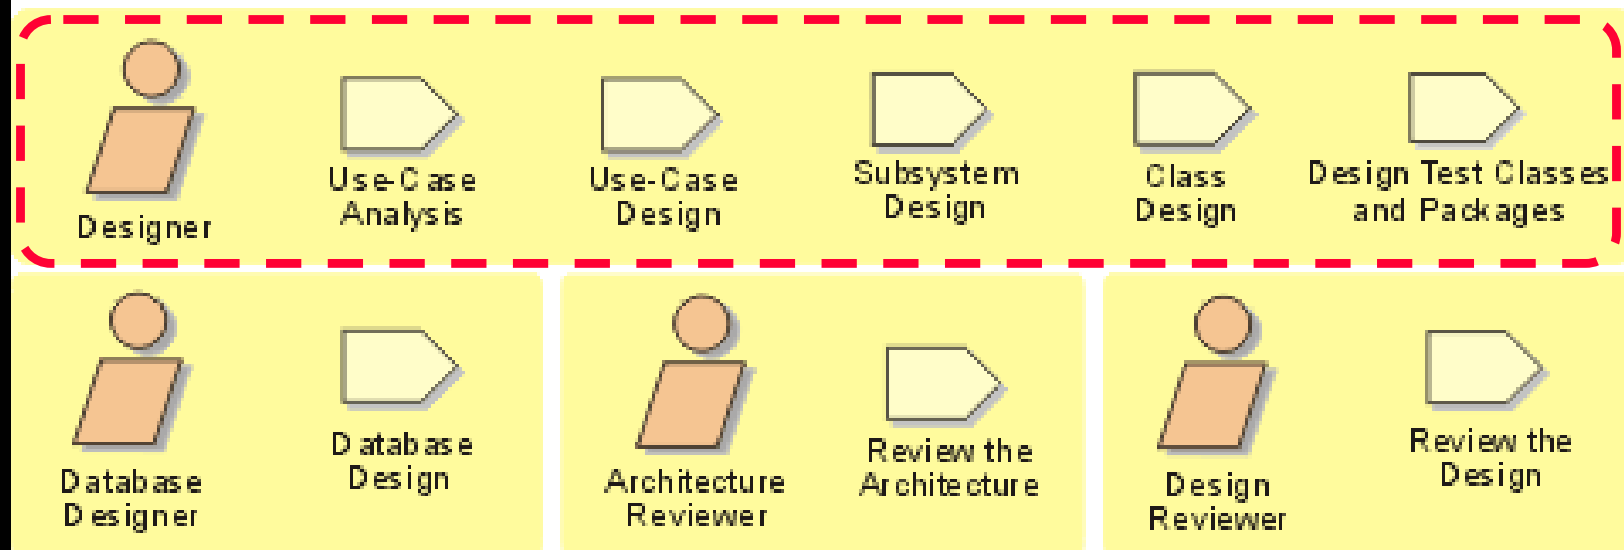 Designer
Use-Case
Analysis
Use-Case
Design
Subsystem
Design
Class
Design
Design Test Classes
and Packages
Database
Designer
Database
Design
Architecture
Reviewer
Review the
Architecture
Design
Reviewer
Review the
Design